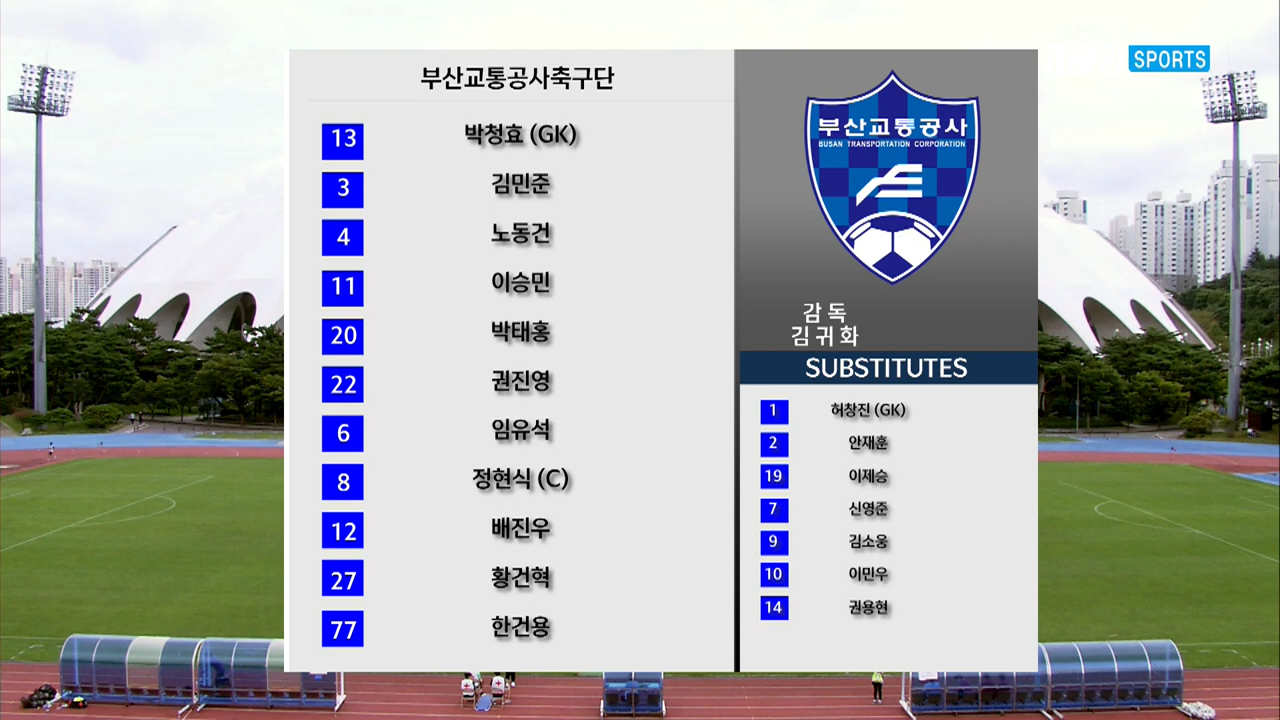 SPORTS
부산교통공사축구단
13 박청효 (GK)
3 김민준
4 노동건
11 이승민
20 박태홍
22 권진영
6 임유석
8 정현식 (C)
12 배진우
27 황건혁
77 한건용
부산교통공사
BUSAN TRANSPORTATION CORPORATION
감 독
김 귀 화
SUBSTITUTES
1 허창진 (GK)
2 안재훈
19 이제승
7 신영준
9 김소웅
10 이민우
14 권용현